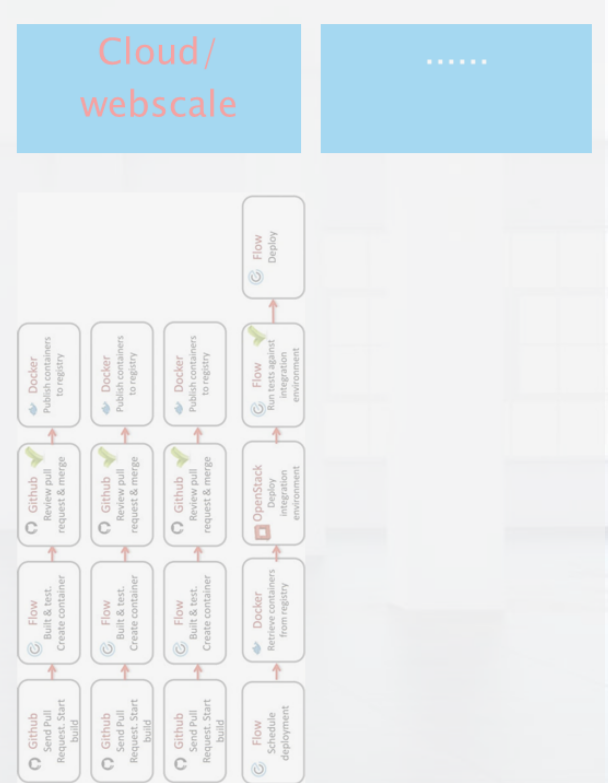 Cloud/
webscale
......
Github
Send Pull
Request. Start
build
Flow
Built & test.
Create container
Github
Review pull
request & merge
Docker
Publish containers
to registry
Github
Send Pull
Request. Start
build
Flow
Built & test.
Create container
Github
Review pull
request & merge
Docker
Publish containers
to registry
Github
Send Pull
Request. Start
build
Flow
Built & test.
Create container
Github
Review pull
request & merge
Docker
Publish containers
to registry
Flow
Schedule
deployment
Docker
Retrieve containers
from registry
OpenStack
Deploy
integration
environment
Flow
Run tests against
integration
environment
Flow
Deploy